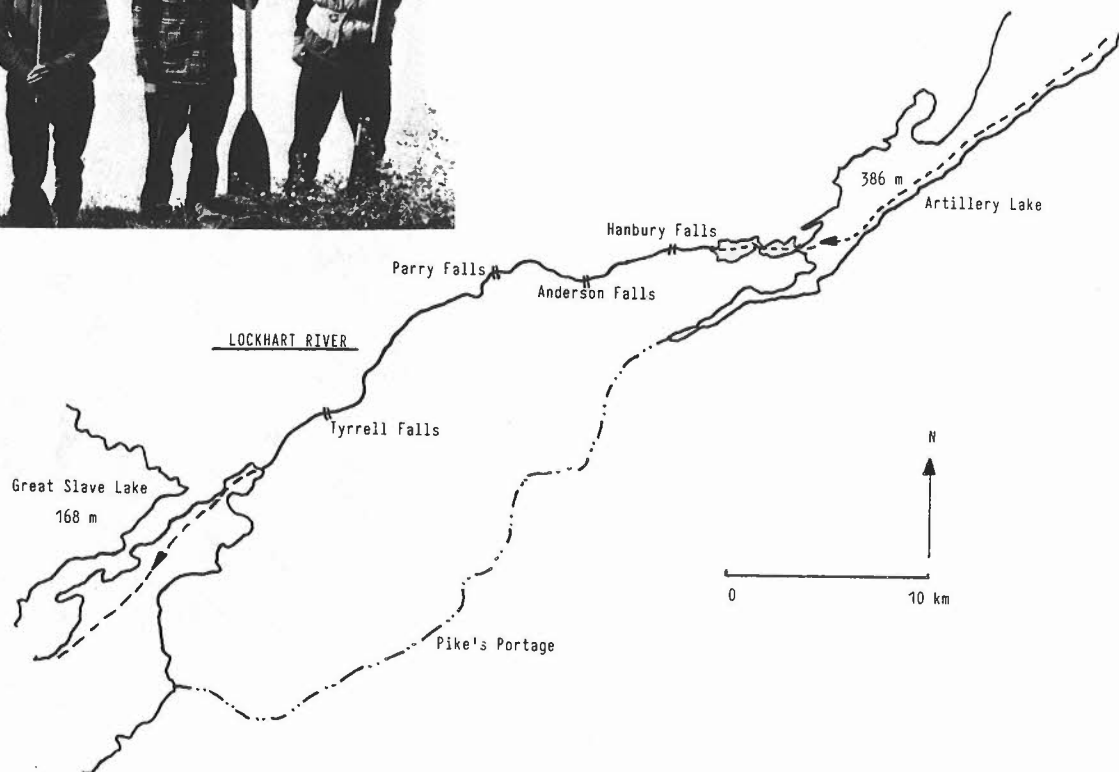 386 m
Artillery Lake
Hanbury Falls
Parry Falls
Anderson Falls
LOCKHART RIVER
Tyrrell Falls
N
Great Slave Lake
168 m
0 10 km
Pike's Portage